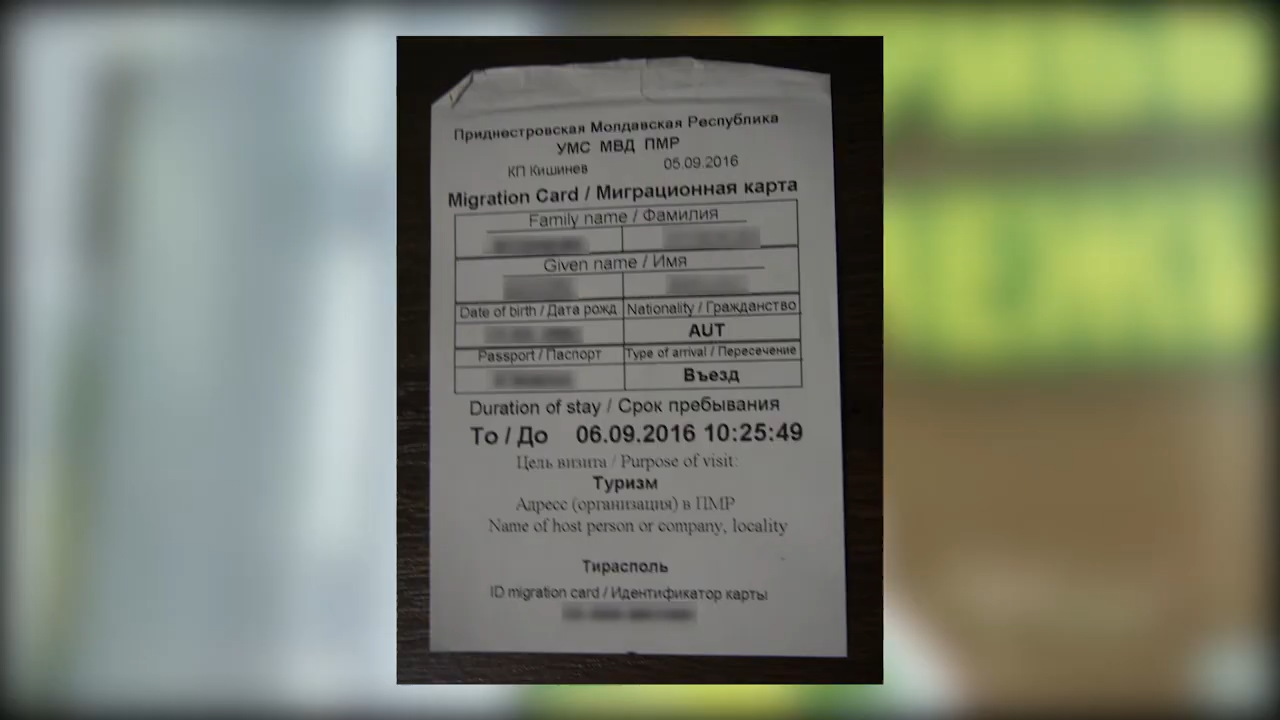 Приднестровская Молдавская Республика
УМС МВД ПМР
КП Кишинев 05.09.2016
Migration Card / Миграционная карта
Family name / Фамилия
Given name / Имя
Date of birth / Дата рожд Nationality / Гражданство
AUT
Passport / Паспорт Type of arrival / Пересечение
Въезд
Duration of stay / Срок пребывания
To / До 06.09.2016 10:25:49
Цель визита / Purpose of visit:
Туризм
Адресс (организация) в ПМР
Name of host person or company, locality
Тирасполь
ID migration card / Идентификатор карты